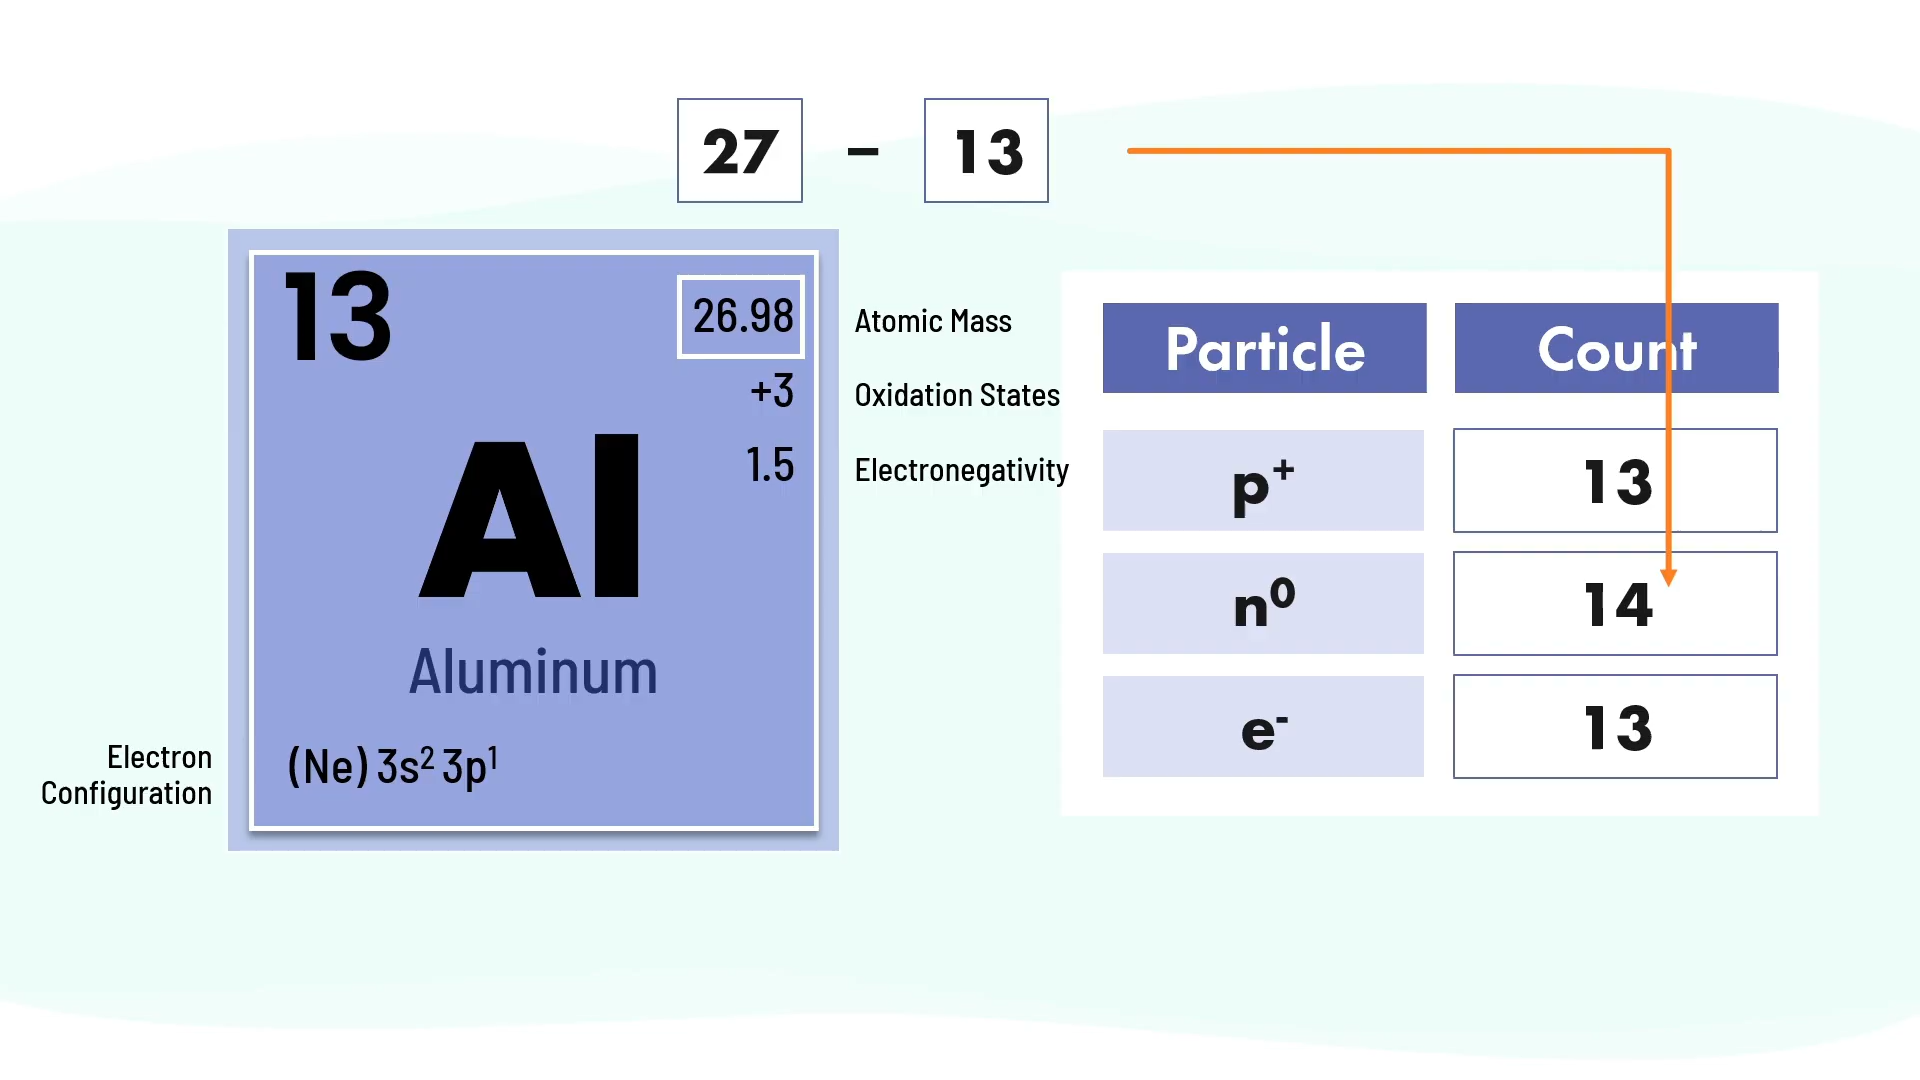 27 – 13
13
26.98 Atomic Mass
+3 Oxidation States
1.5 Electronegativity
Al
Aluminum
Electron
Configuration
(Ne) 3s² 3p¹
Particle Count
p⁺ 13
n⁰ 14
e⁻ 13